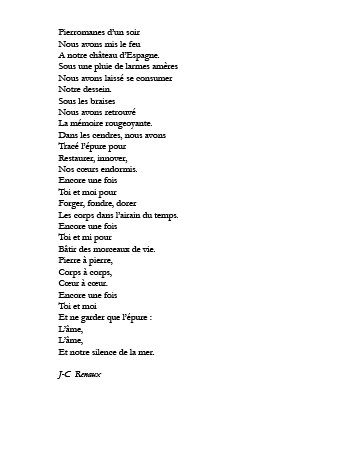 Pierromanes d'un soir
Nous avons mis le feu
A notre château d'Espagne.
Sous une pluie de larmes amères
Nous avons laissé se consumer
Notre dessein.
Sous les braises
Nous avons retrouvé
La mémoire rougeoyante.
Dans les cendres, nous avons
Tracé l'épure pour
Restaurer, innover,
Nos cœurs endormis.
Encore une fois
Toi et moi pour
Forger, fondre, dorer
Les corps dans l'airain du temps.
Encore une fois
Toi et mi pour
Bâtir des morceaux de vie.
Pierre à pierre,
Corps à corps,
Cœur à cœur.
Encore une fois
Toi et moi
Et ne garder que l'épure :
L'âme,
L'âme,
Et notre silence de la mer.
J-C Renaux